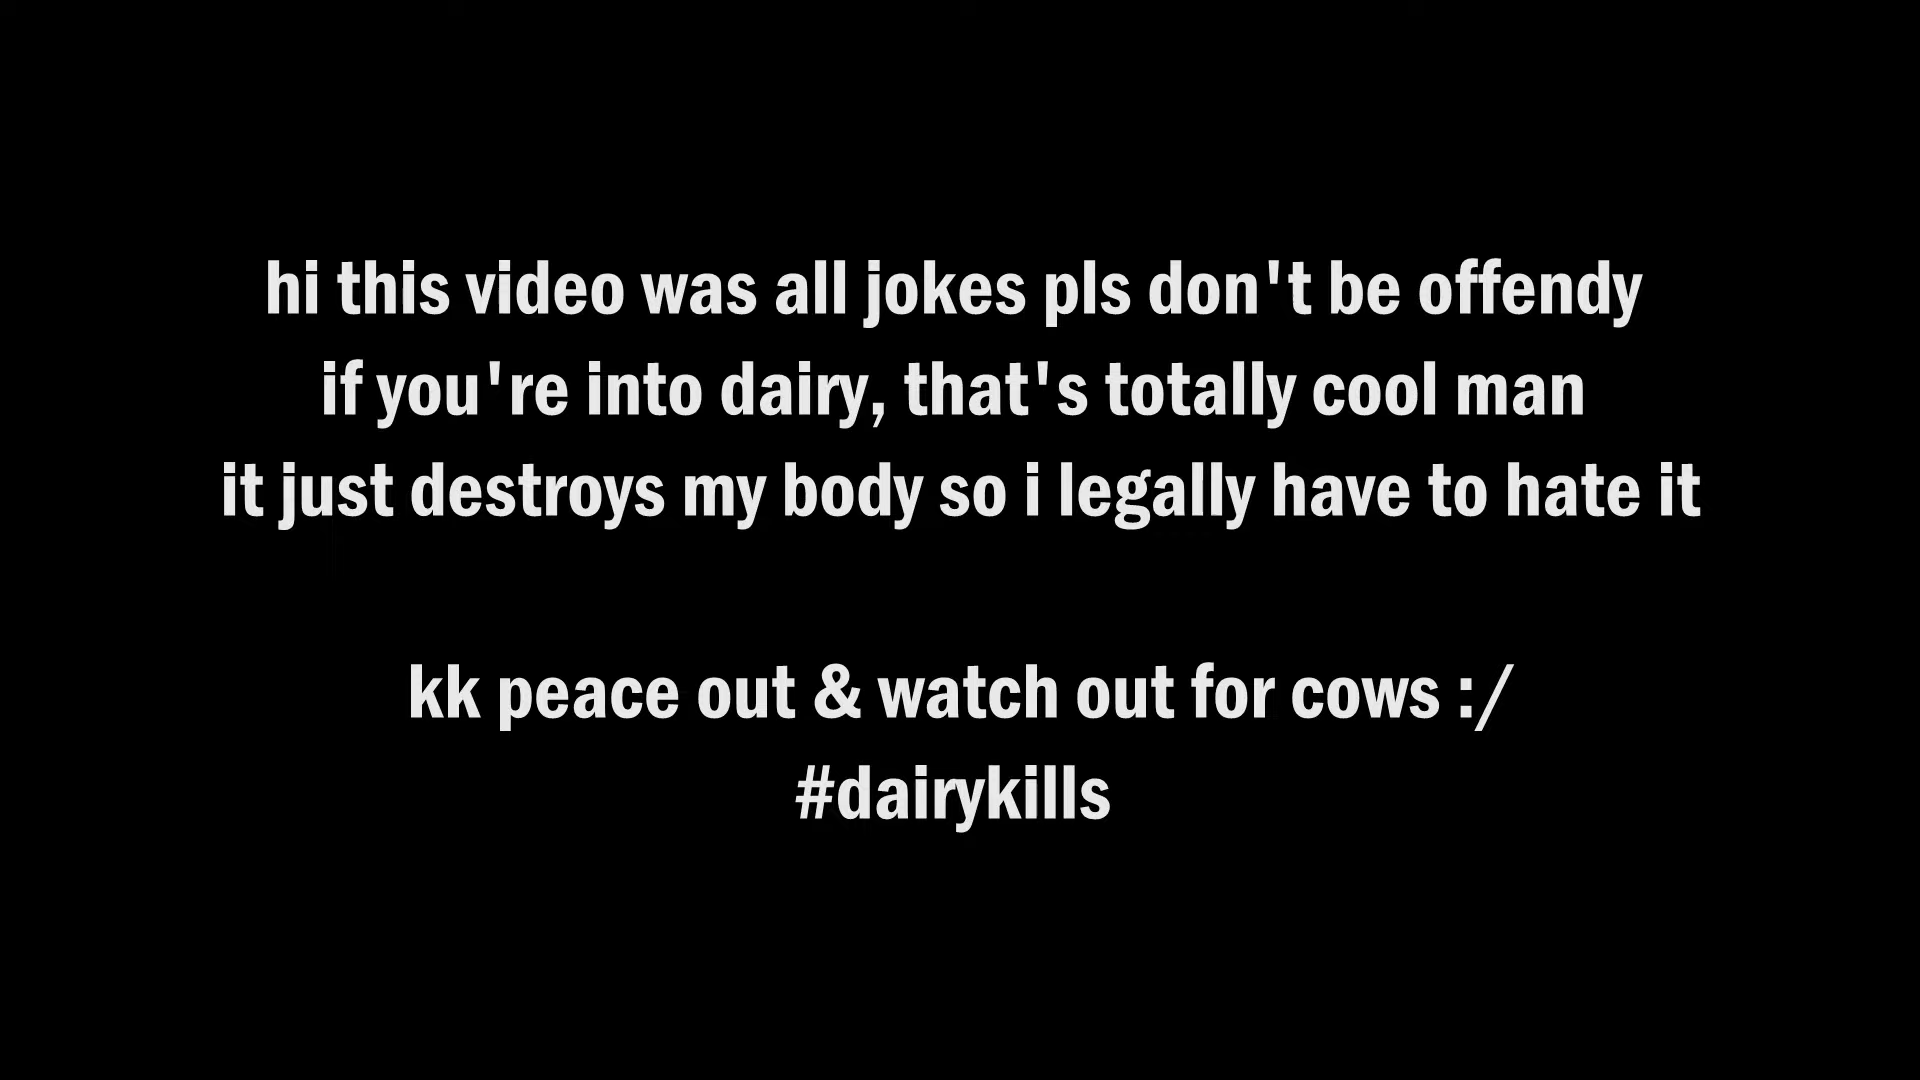 hi this video was all jokes pls don't be offendy
if you're into dairy, that's totally cool man
it just destroys my body so i legally have to hate it
kk peace out & watch out for cows :/
#dairykills